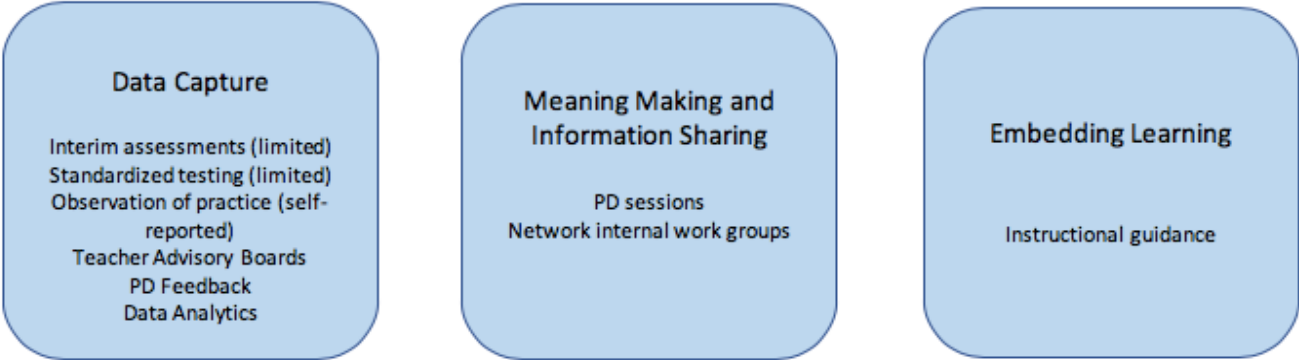 Data Capture
Interim assessments (limited)
Standardized testing (limited)
Observation of practice (self-
reported)
Teacher Advisory Boards
PD Feedback
Data Analytics
Meaning Making and
Information Sharing
PD sessions
Network internal work groups
Embedding Learning
Instructional guidance